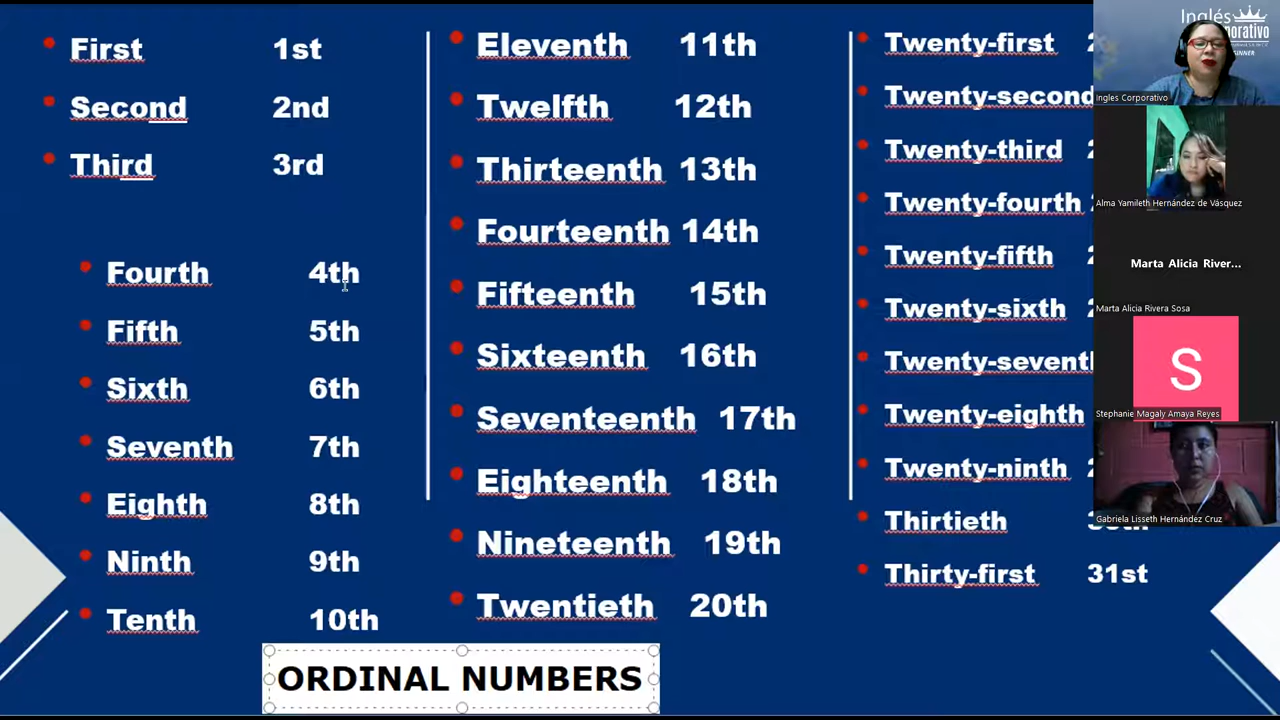 First 1st
Second 2nd
Third 3rd
Fourth 4th
Fifth 5th
Sixth 6th
Seventh 7th
Eighth 8th
Ninth 9th
Tenth 10th
Eleventh 11th
Twelfth 12th
Thirteenth 13th
Fourteenth 14th
Fifteenth 15th
Sixteenth 16th
Seventeenth 17th
Eighteenth 18th
Nineteenth 19th
Twentieth 20th
Twenty-first
Twenty-second
Twenty-third
Twenty-fourth
Twenty-fifth
Twenty-sixth
Twenty-seventh
Twenty-eighth
Twenty-ninth
Thirtieth 30th
Thirty-first 31st
ORDINAL NUMBERS
Inglés
Ingles Corporativo
Alma Yamileth Hernández de Vásquez
Marta Alicia River...
Marta Alicia Rivera Sosa
S
Stephanie Magaly Amaya Reyes
Gabriela Lisseth Hernández Cruz